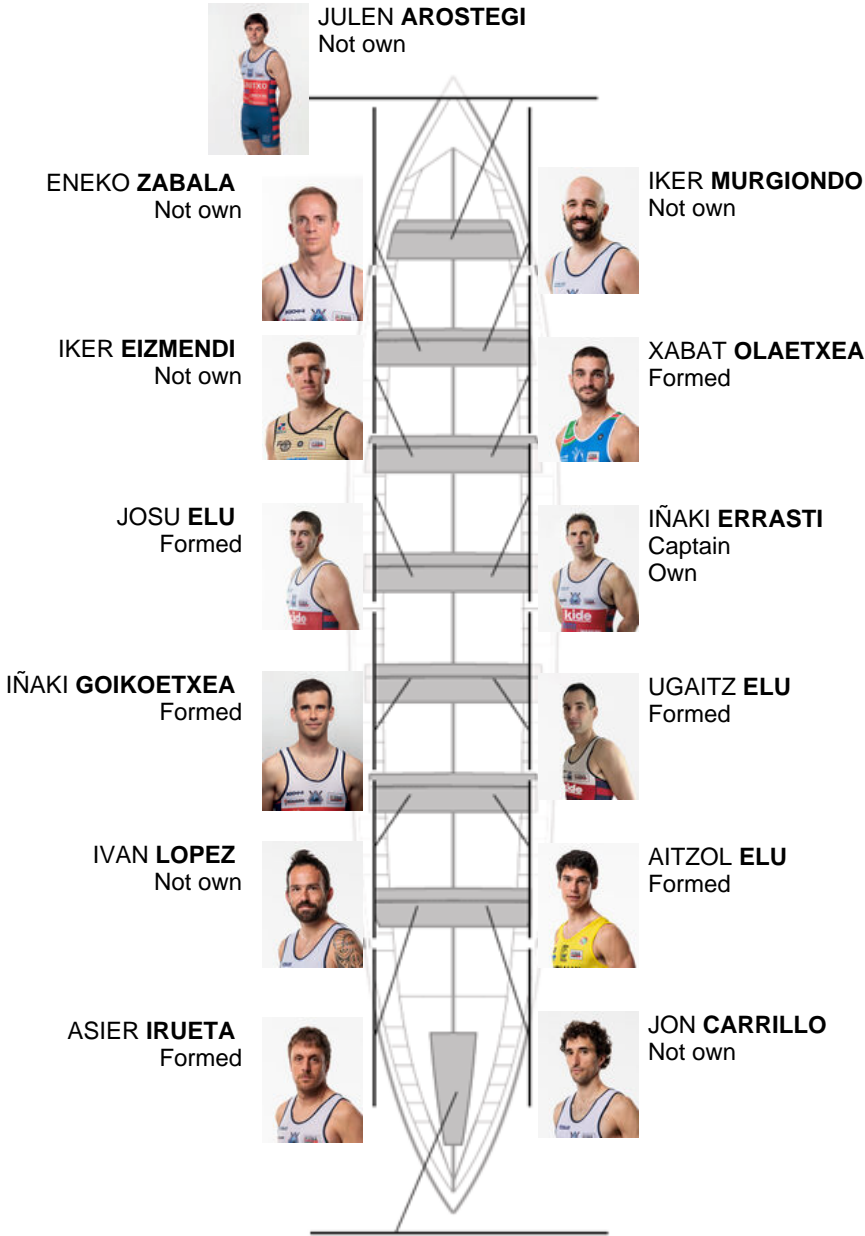 JULEN AROSTEGI
Not own
ENEKO ZABALA
Not own
IKER MURGIONDO
Not own
IKER EIZMENDI
Not own
XABAT OLAETXEA
Formed
JOSU ELU
Formed
IÑAKI ERRASTI
Captain
Own
kide
IÑAKI GOIKOETXEA
Formed
UGAITZ ELU
Formed
kide
IVAN LOPEZ
Not own
AITZOL ELU
Formed
ASIER IRUETA
Formed
JON CARRILLO
Not own